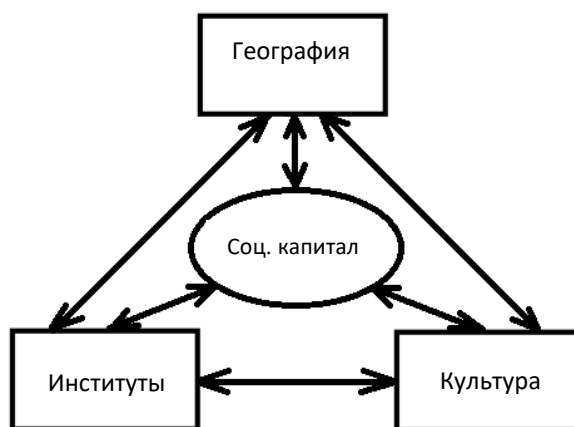 География
Соц. капитал
Институты
Культура